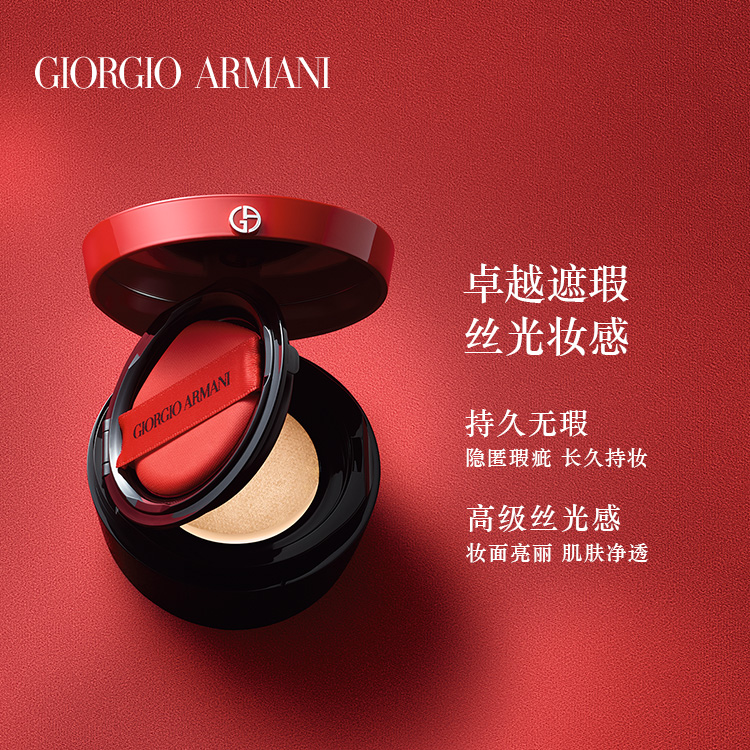 GIORGIO ARMANI
GIORGIO ARMANI
卓越遮瑕
丝光妆感
持久无瑕
隐匿瑕疵 长久持妆
高级丝光感
妆面亮丽 肌肤净透